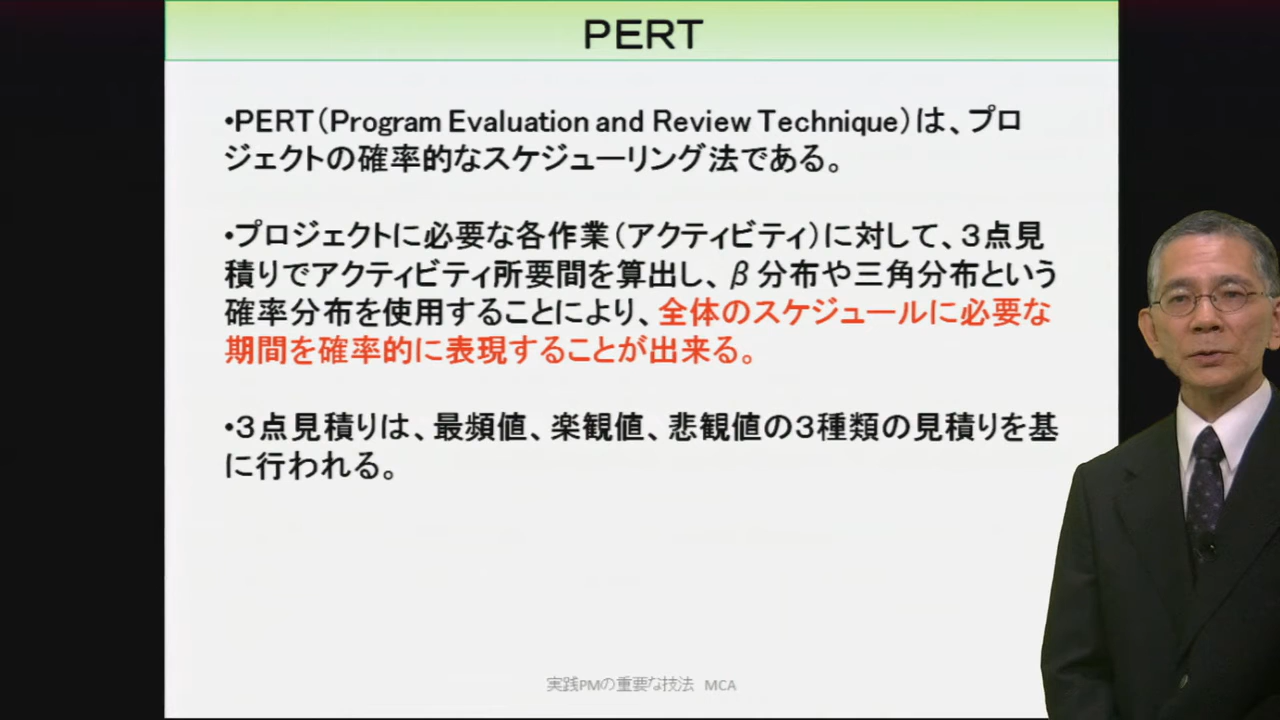 PERT
•PERT（Program Evaluation and Review Technique）は、プロ
ジェクトの確率的なスケジューリング法である。
•プロジェクトに必要な各作業（アクティビティ）に対して、３点見
積りでアクティビティ所要間を算出し、β分布や三角分布という
確率分布を使用することにより、全体のスケジュールに必要な
期間を確率的に表現することが出来る。
•３点見積りは、最頻値、楽観値、悲観値の３種類の見積りを基
に行われる。
実践PMの重要な技法　MCA